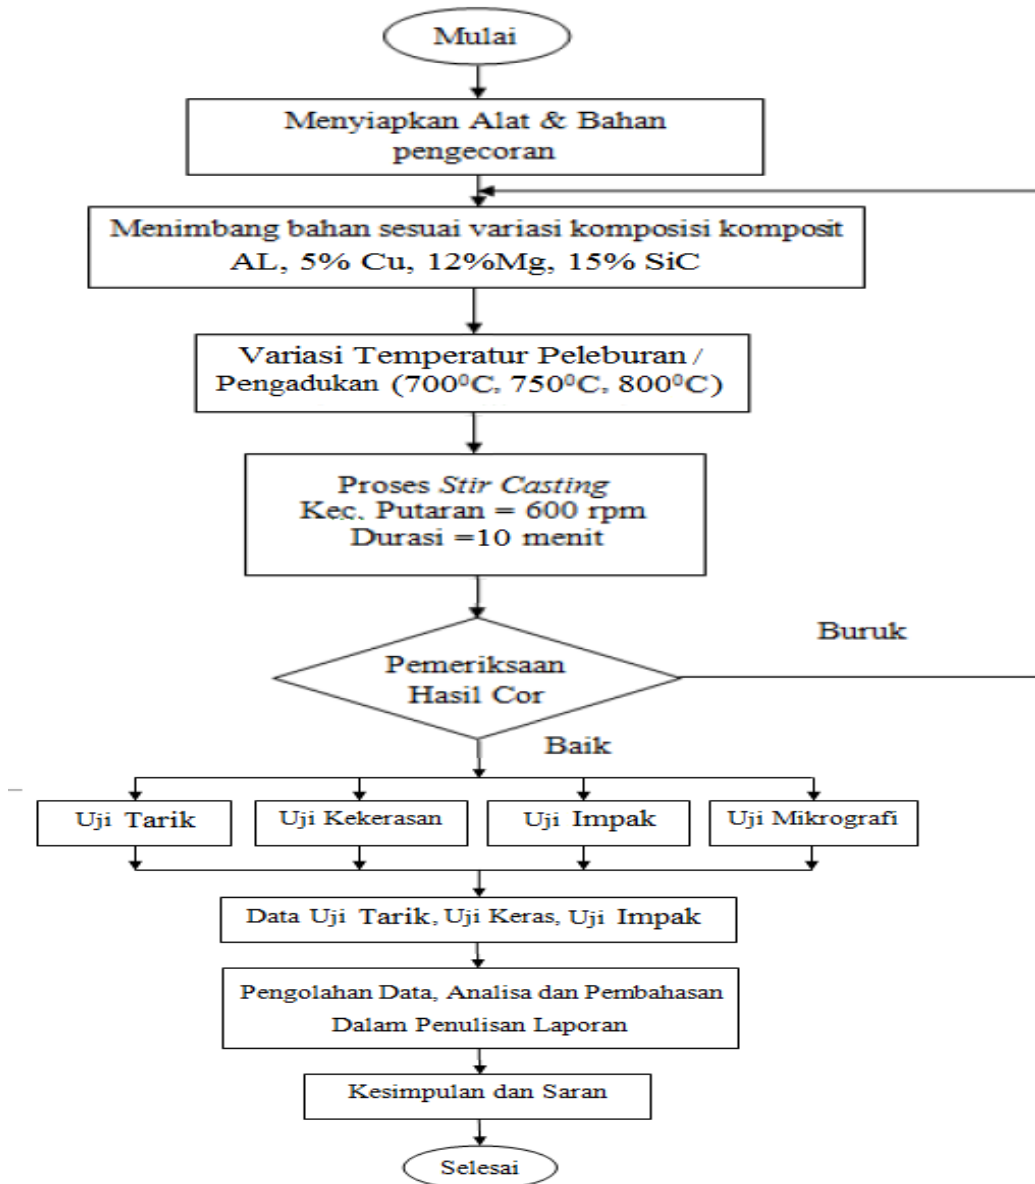 Mulai
Menyiapkan Alat & Bahan
pengecoran
Menimbang bahan sesuai variasi komposisi komposit
AL, 5% Cu, 12%Mg, 15% SiC
Variasi Temperatur Peleburan /
Pengadukan (700⁰C, 750⁰C, 800⁰C)
Proses Stir Casting
Kec. Putaran = 600 rpm
Durasi =10 menit
Buruk
Pemeriksaan
Hasil Cor
Baik
Uji Tarik
Uji Kekerasan
Uji Impak
Uji Mikrografi
Data Uji Tarik, Uji Keras, Uji Impak
Pengolahan Data, Analisa dan Pembahasan
Dalam Penulisan Laporan
Kesimpulan dan Saran
Selesai